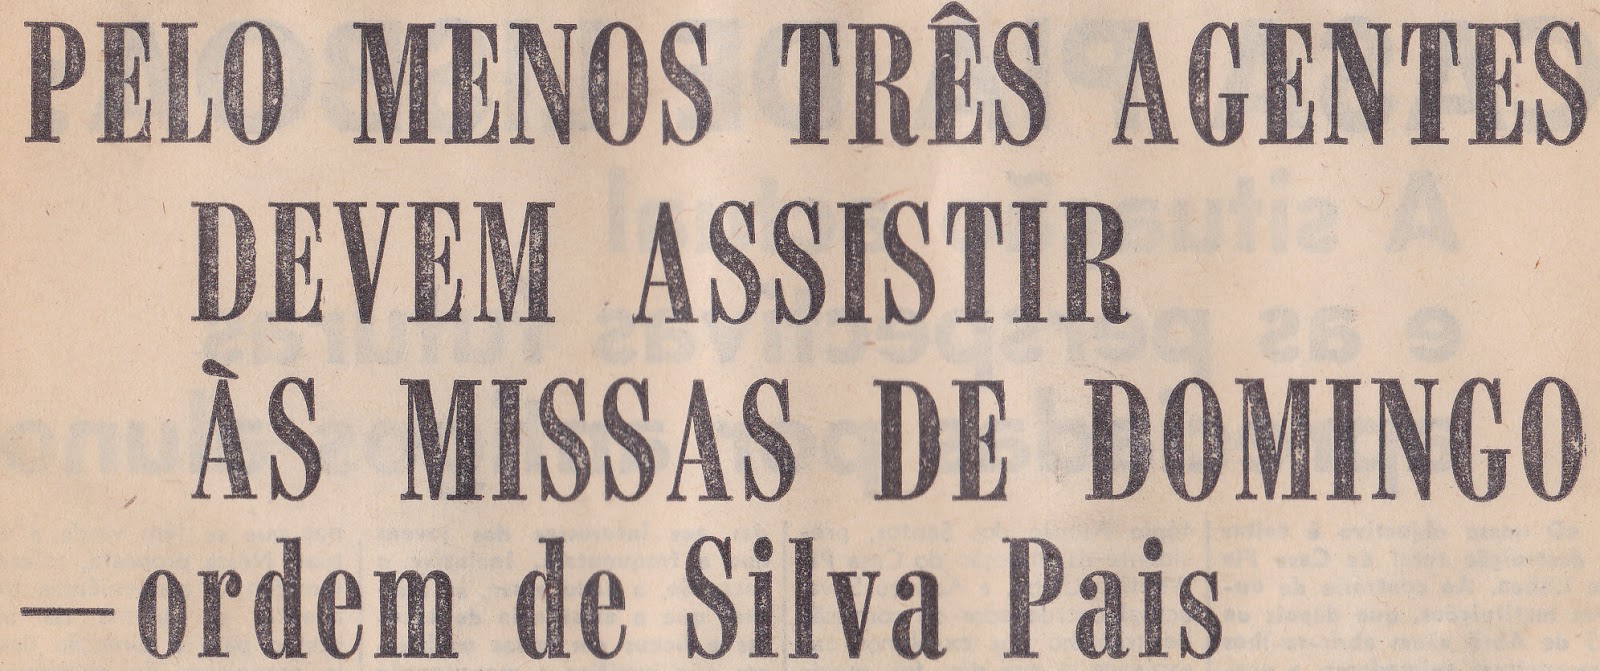 PELO MENOS TRÊS AGENTES
DEVEM ASSISTIR
ÀS MISSAS DE DOMINGO
—ordem de Silva Pais